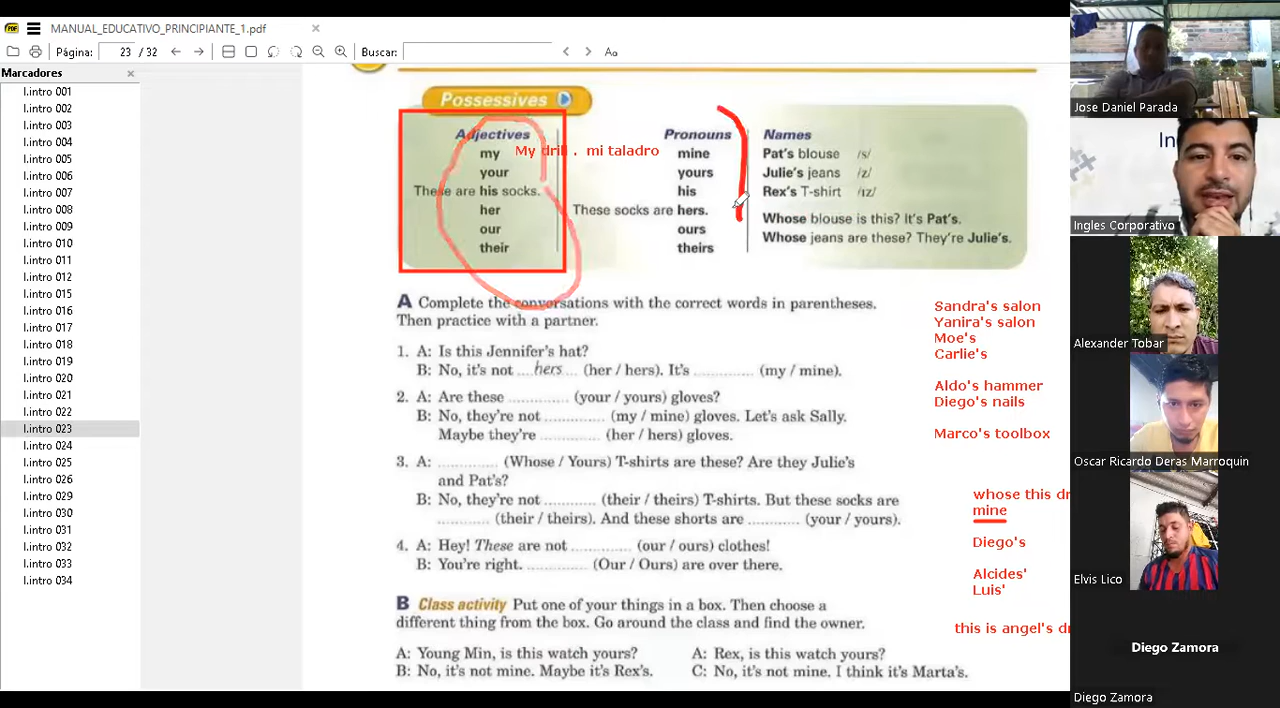 MANUAL_EDUCATIVO_PRINCIPIANTE_1.pdf
Página: 23 / 32 Buscar: Aa
Marcadores
I.intro 001
I.intro 002
I.intro 003
I.intro 004
I.intro 005
I.intro 006
I.intro 007
I.intro 008
I.intro 009
I.intro 010
I.intro 011
I.intro 012
I.intro 015
I.intro 016
I.intro 017
I.intro 018
I.intro 019
I.intro 020
I.intro 021
I.intro 022
I.intro 023
I.intro 024
I.intro 025
I.intro 026
I.intro 029
I.intro 030
I.intro 031
I.intro 032
I.intro 033
I.intro 034
Possessives
Adjectives
my
your
These are his socks.
her
our
their
My drill . mi taladro
Pronouns
mine
yours
his
These socks are hers.
ours
theirs
Names
Pat's blouse /s/
Julie's jeans /z/
Rex's T-shirt /ɪz/
Whose blouse is this? It's Pat's.
Whose jeans are these? They're Julie's.
A Complete the conversations with the correct words in parentheses.
Then practice with a partner.
1. A: Is this Jennifer's hat?
B: No, it's not ....hers.... (her / hers). It's ............ (my / mine).
2. A: Are these ............ (your / yours) gloves?
B: No, they're not ............ (my / mine) gloves. Let's ask Sally.
Maybe they're ............ (her / hers) gloves.
3. A: ............ (Whose / Yours) T-shirts are these? Are they Julie's
and Pat's?
B: No, they're not ............ (their / theirs) T-shirts. But these socks are
............ (their / theirs). And these shorts are ............ (your / yours).
4. A: Hey! These are not ............ (our / ours) clothes!
B: You're right. ............ (Our / Ours) are over there.
B Class activity Put one of your things in a box. Then choose a
different thing from the box. Go around the class and find the owner.
A: Young Min, is this watch yours?
B: No, it's not mine. Maybe it's Rex's.
A: Rex, is this watch yours?
C: No, it's not mine. I think it's Marta's.
Sandra's salon
Yanira's salon
Moe's
Carlie's
Aldo's hammer
Diego's nails
Marco's toolbox
whose this dr
mine
Diego's
Alcides'
Luis'
this is angel's dr
Jose Daniel Parada
In
Ingles Corporativo
Alexander Tobar
Oscar Ricardo Deras Marroquin
Elvis Lico
Diego Zamora
Diego Zamora